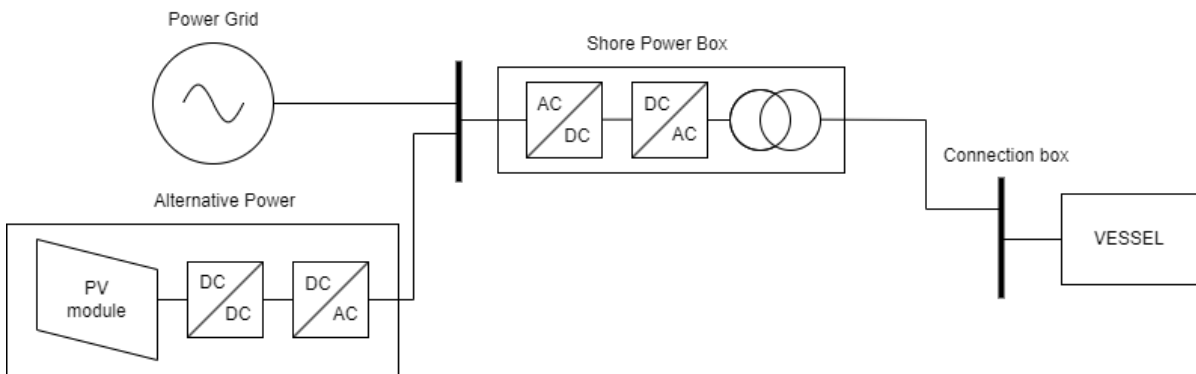 Power Grid
Shore Power Box
AC
DC
DC
AC
Connection box
VESSEL
Alternative Power
PV
module
DC
DC
DC
AC